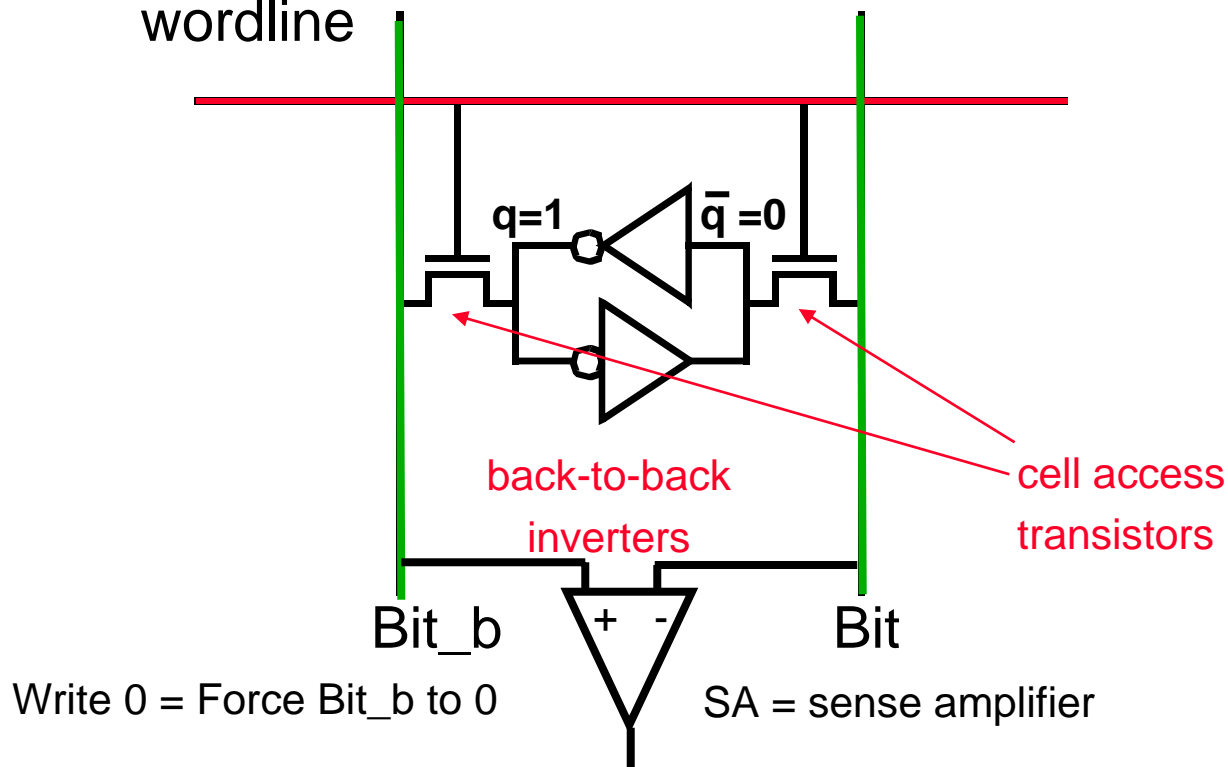 wordline
q=1
q̅ =0
back-to-back
inverters
cell access
transistors
+ -
Bit_b
Bit
Write 0 = Force Bit_b to 0
SA = sense amplifier